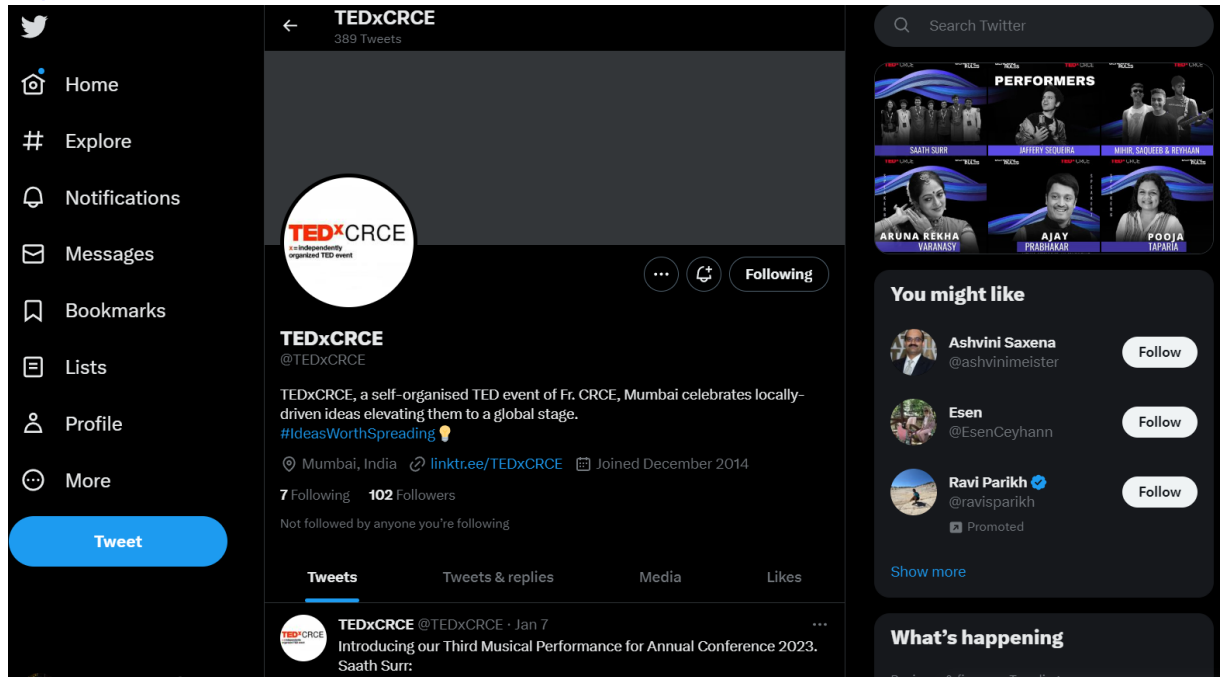 Home
Explore
Notifications
Messages
Bookmarks
Lists
Profile
More
Tweet
TEDxCRCE
389 Tweets
TEDxCRCE
x = independently
organized TED event
Following
TEDxCRCE
@TEDxCRCE
TEDxCRCE, a self-organised TED event of Fr. CRCE, Mumbai celebrates locally-
driven ideas elevating them to a global stage.
#IdeasWorthSpreading
Mumbai, India linktr.ee/TEDxCRCE Joined December 2014
7 Following 102 Followers
Not followed by anyone you're following
Tweets Tweets & replies Media Likes
TEDxCRCE @TEDxCRCE · Jan 7
Introducing our Third Musical Performance for Annual Conference 2023.
Saath Surr:
TEDxCRCE
Search Twitter
PERFORMERS
SAATH SURR
JAFFERY SEQUEIRA
MIHIR, SAQUEEB & REYHAAN
ARUNA REKHA
VARANASY
AJAY
PRABHAKAR
POOJA
TAPARIA
You might like
Ashvini Saxena
@ashvinimeister
Follow
Esen
@EsenCeyhann
Follow
Ravi Parikh
@ravisparikh
Promoted
Follow
Show more
What's happening